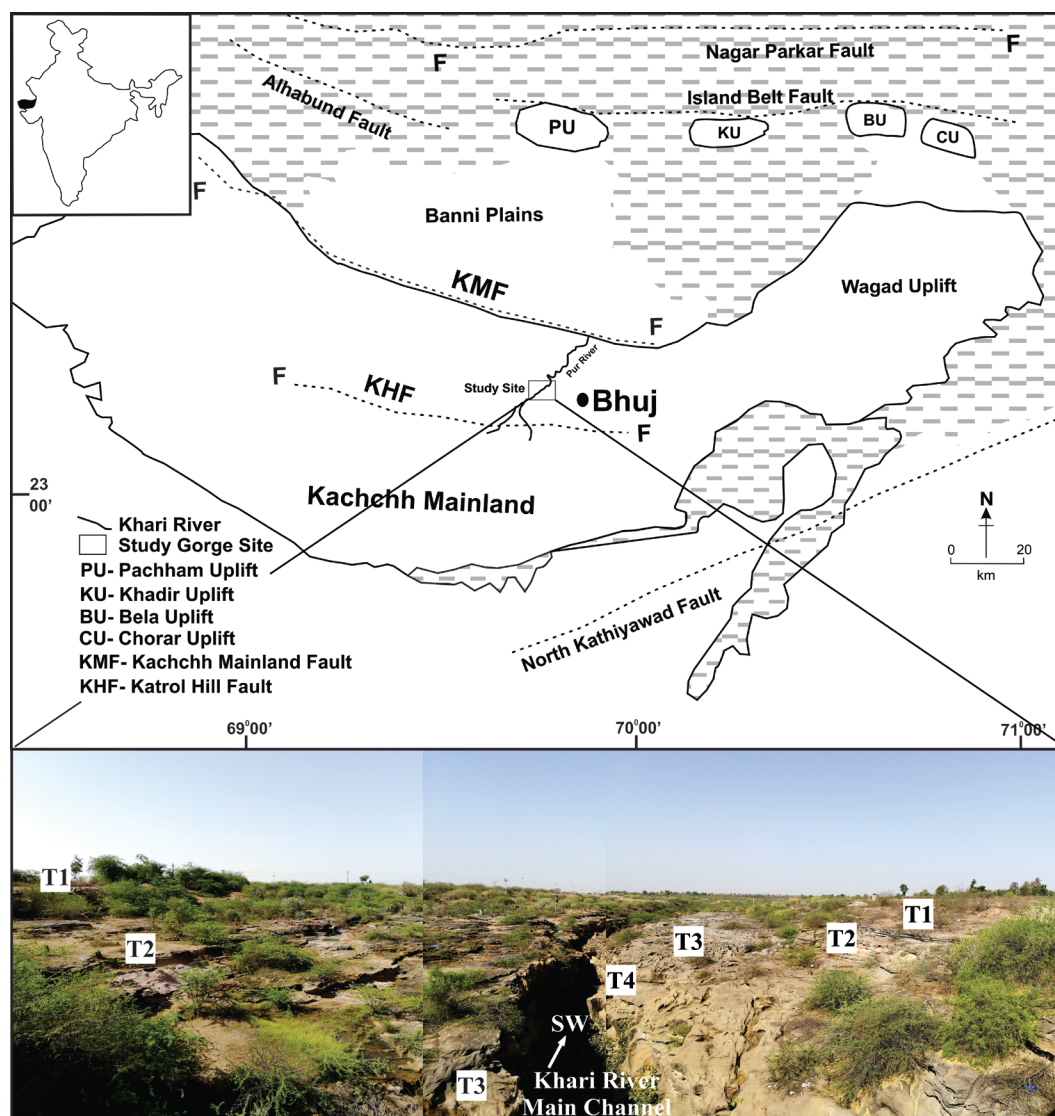 Nagar Parkar Fault
F
F
Alhabund Fault
Island Belt Fault
PU
KU
BU
CU
F
Banni Plains
KMF
Wagad Uplift
F
Pur River
F
KHF
Study Site
Bhuj
F
Kachchh Mainland
23
00'
N
0 20
km
Khari River
Study Gorge Site
PU- Pachham Uplift
KU- Khadir Uplift
BU- Bela Uplift
CU- Chorar Uplift
KMF- Kachchh Mainland Fault
KHF- Katrol Hill Fault
North Kathiyawad Fault
69°00'
70°00'
71°00'
T1
T2
T3
T4
T3
T2
T1
SW
Khari River
Main Channel